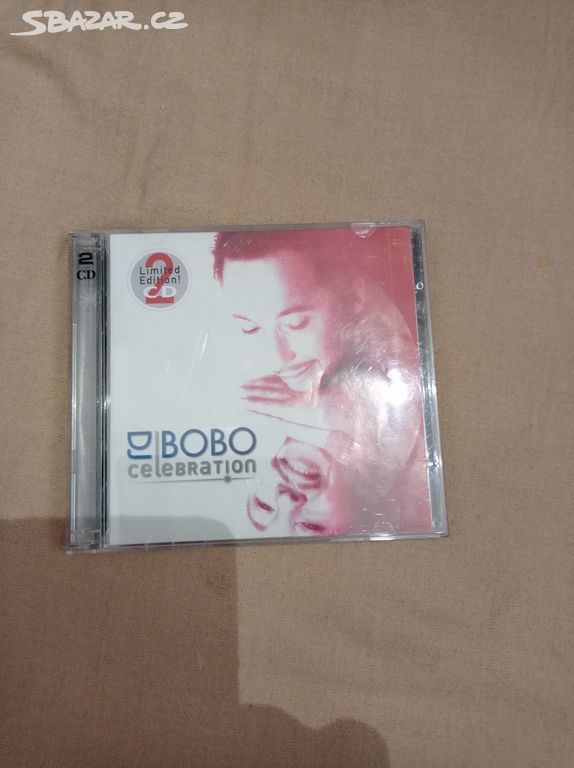 SBAZAR.CZ
2
CD
Limited
Edition!
2
CD
DJ BOBO
CeLeBRATION